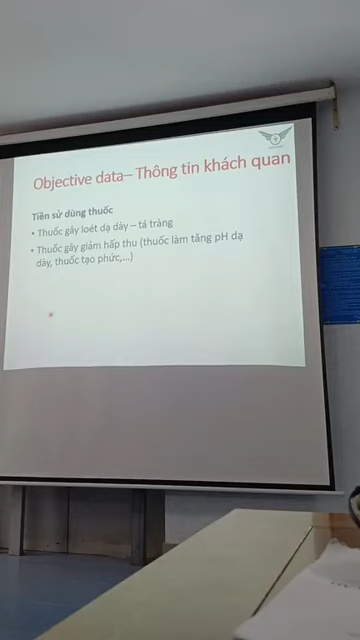 Objective data– Thông tin khách quan
Tiền sử dùng thuốc
• Thuốc gây loét dạ dày – tá tràng
• Thuốc gây giảm hấp thu (thuốc làm tăng pH dạ
dày, thuốc tạo phức,...)